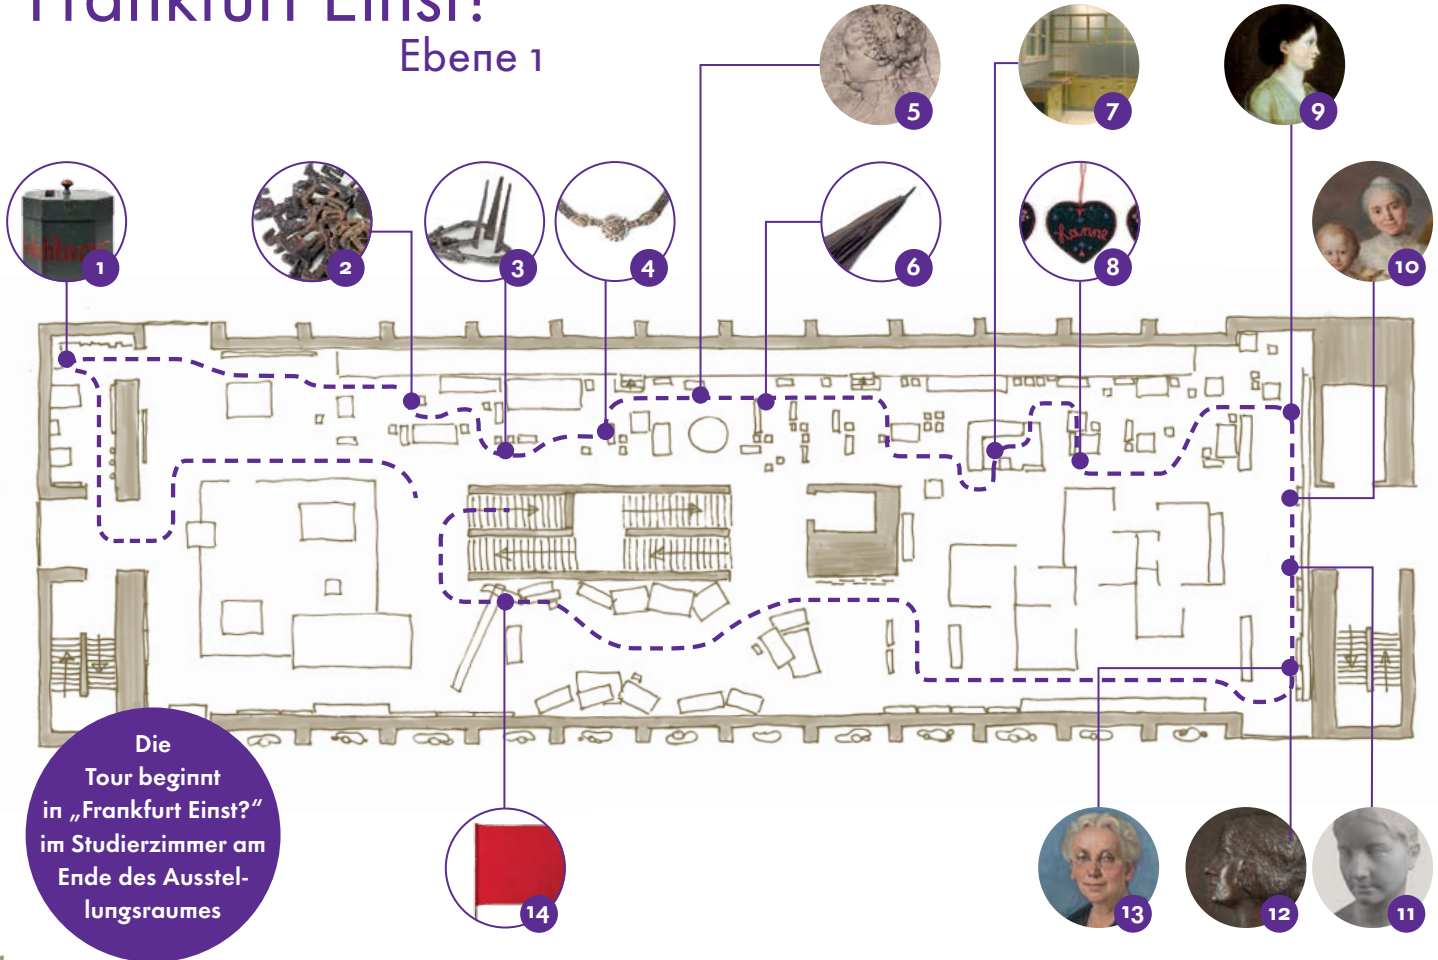 Frankfurt Einst?
Ebene 1
5
7
9
1
2
3
4
6
8
hanne
10
Die
Tour beginnt
in „Frankfurt Einst?“
im Studierzimmer am
Ende des Ausstel-
lungsraumes
14
13
12
11